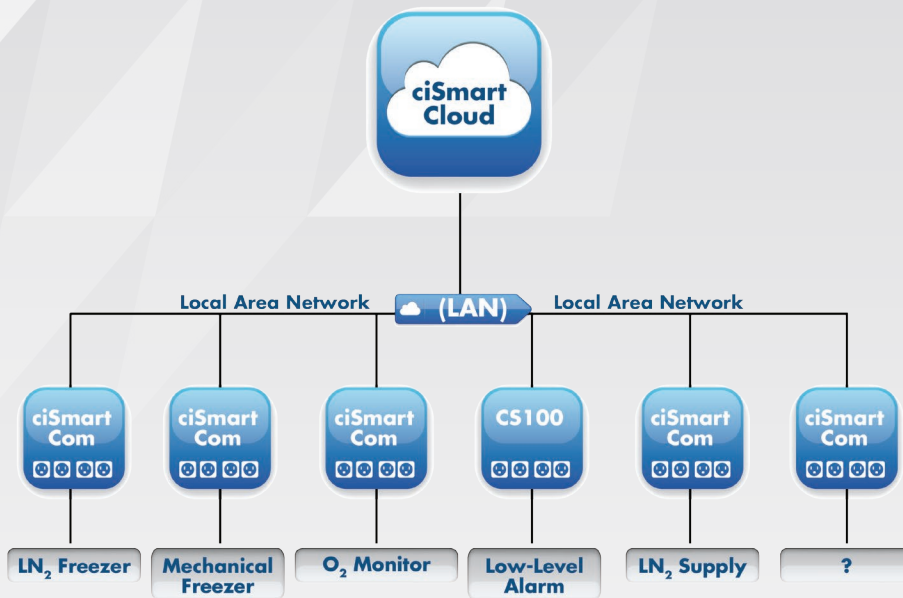 ciSmart
Cloud
Local Area Network
(LAN)
Local Area Network
ciSmart
Com
ciSmart
Com
ciSmart
Com
CS100
ciSmart
Com
ciSmart
Com
LN₂ Freezer
Mechanical
Freezer
O₂ Monitor
Low-Level
Alarm
LN₂ Supply
?